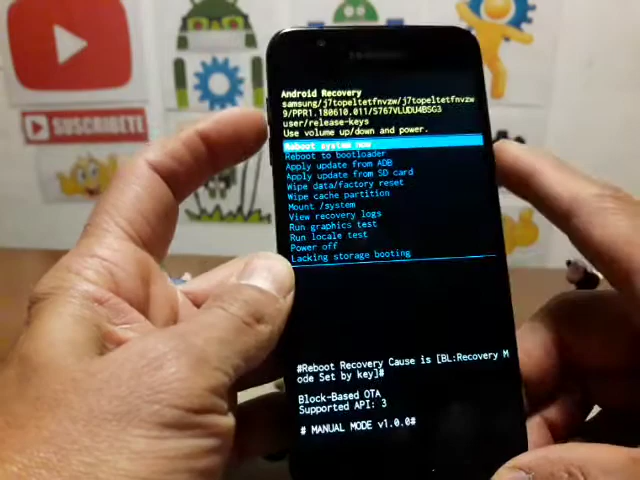 SAMSUNG
SUSCRIBETE
Android Recovery
samsung/j7topeltetfnvzw/j7topeltetfnvzw
9/PPR1.180610.011/S767VLUDU4BSG3
user/release-keys
Use volume up/down and power.
Reboot system now
Reboot to bootloader
Apply update from ADB
Apply update from SD card
Wipe data/factory reset
Wipe cache partition
Mount /system
View recovery logs
Run graphics test
Run locale test
Power off
Lacking storage booting
#Reboot Recovery Cause is [BL:Recovery M
ode Set by key]#
Block-Based OTA
Supported API: 3
# MANUAL MODE v1.0.0#